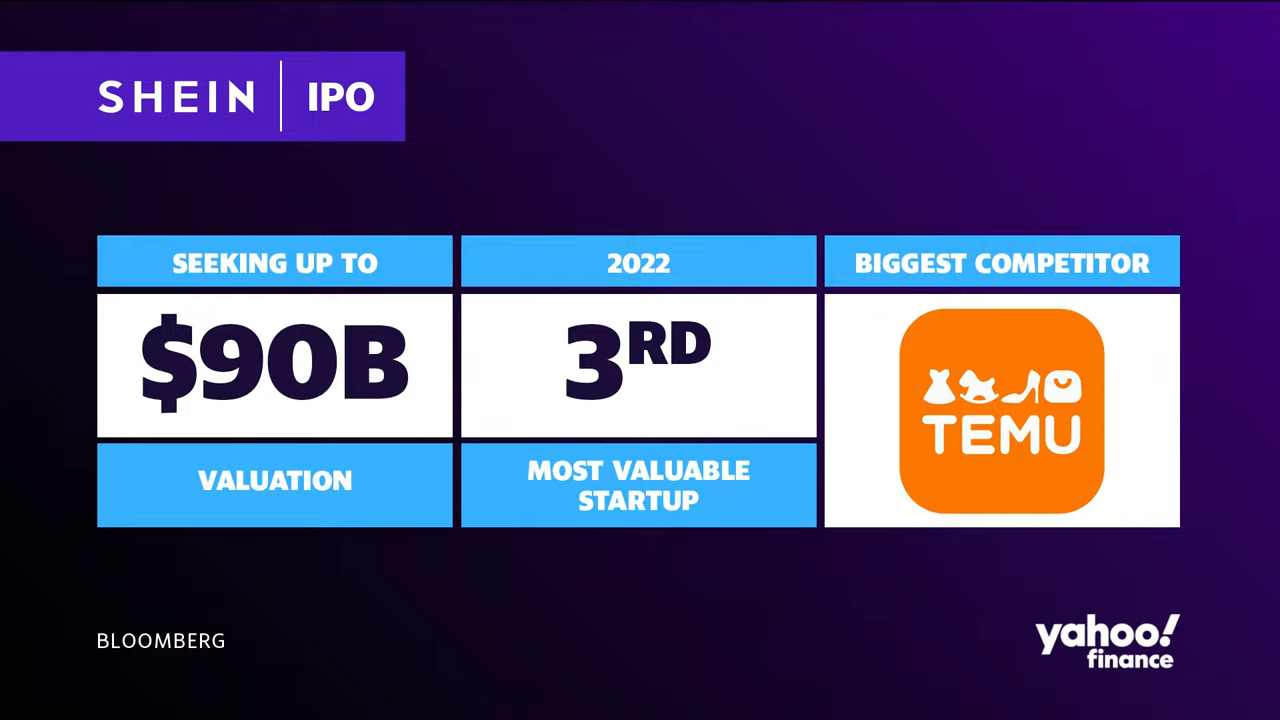 SHEIN IPO
SEEKING UP TO
$90B
VALUATION
2022
3RD
MOST VALUABLE
STARTUP
BIGGEST COMPETITOR
TEMU
BLOOMBERG
yahoo!
finance